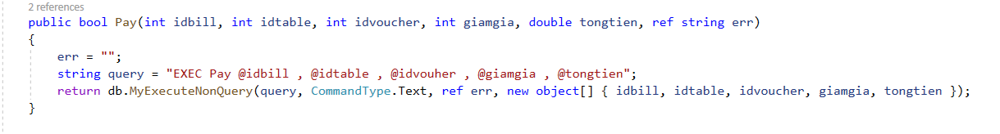 2 references
public bool Pay(int idbill, int idtable, int idvoucher, int giamgia, double tongtien, ref string err)
{
err = "";
string query = "EXEC Pay @idbill , @idtable , @idvouher , @giamgia , @tongtien";
return db.MyExecuteNonQuery(query, CommandType.Text, ref err, new object[] { idbill, idtable, idvoucher, giamgia, tongtien });
}